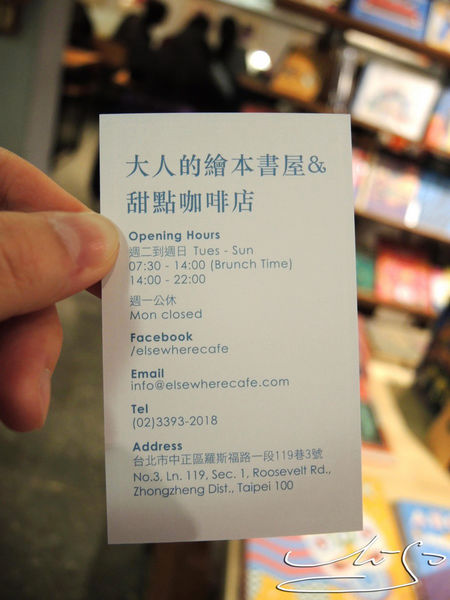 大人的繪本書屋&
甜點咖啡店
Opening Hours
週二到週日 Tues - Sun
07:30 - 14:00 (Brunch Time)
14:00 - 22:00
週一公休
Mon closed
Facebook
/elsewherecafe
Email
info@elsewherecafe.com
Tel
(02)3393-2018
Address
台北市中正區羅斯福路一段119巷3號
No.3, Ln. 119, Sec. 1, Roosevelt Rd.,
Zhongzheng Dist., Taipei 100